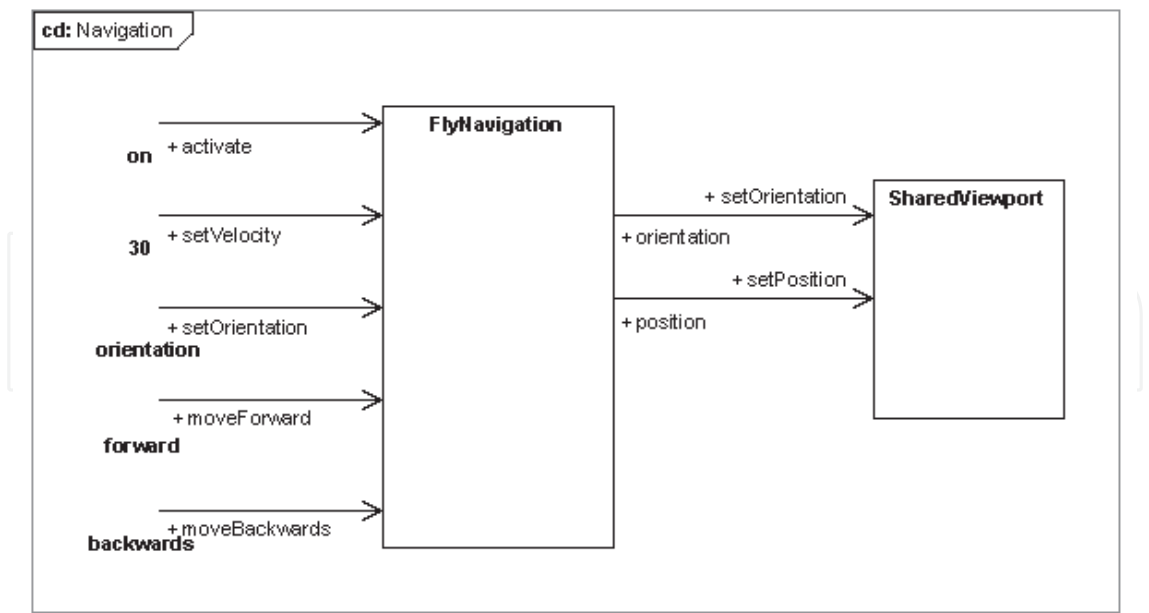 cd: Navigation
FlyNavigation
+ activate
on
+ setVelocity
30
+ setOrientation
orientation
+ moveForward
forward
+ moveBackwards
backwards
+ setOrientation
+ orientation
+ setPosition
+ position
SharedViewport